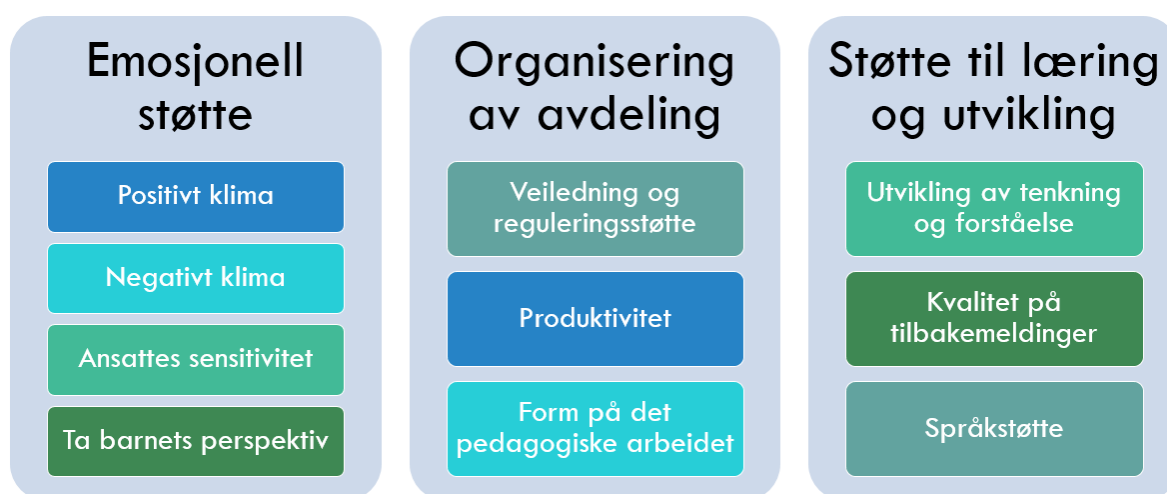 Emosjonell
støtte
Positivt klima
Negativt klima
Ansattes sensitivitet
Ta barnets perspektiv
Organisering
av avdeling
Veiledning og
reguleringsstøtte
Produktivitet
Form på det
pedagogiske arbeidet
Støtte til læring
og utvikling
Utvikling av tenkning
og forståelse
Kvalitet på
tilbakemeldinger
Språkstøtte